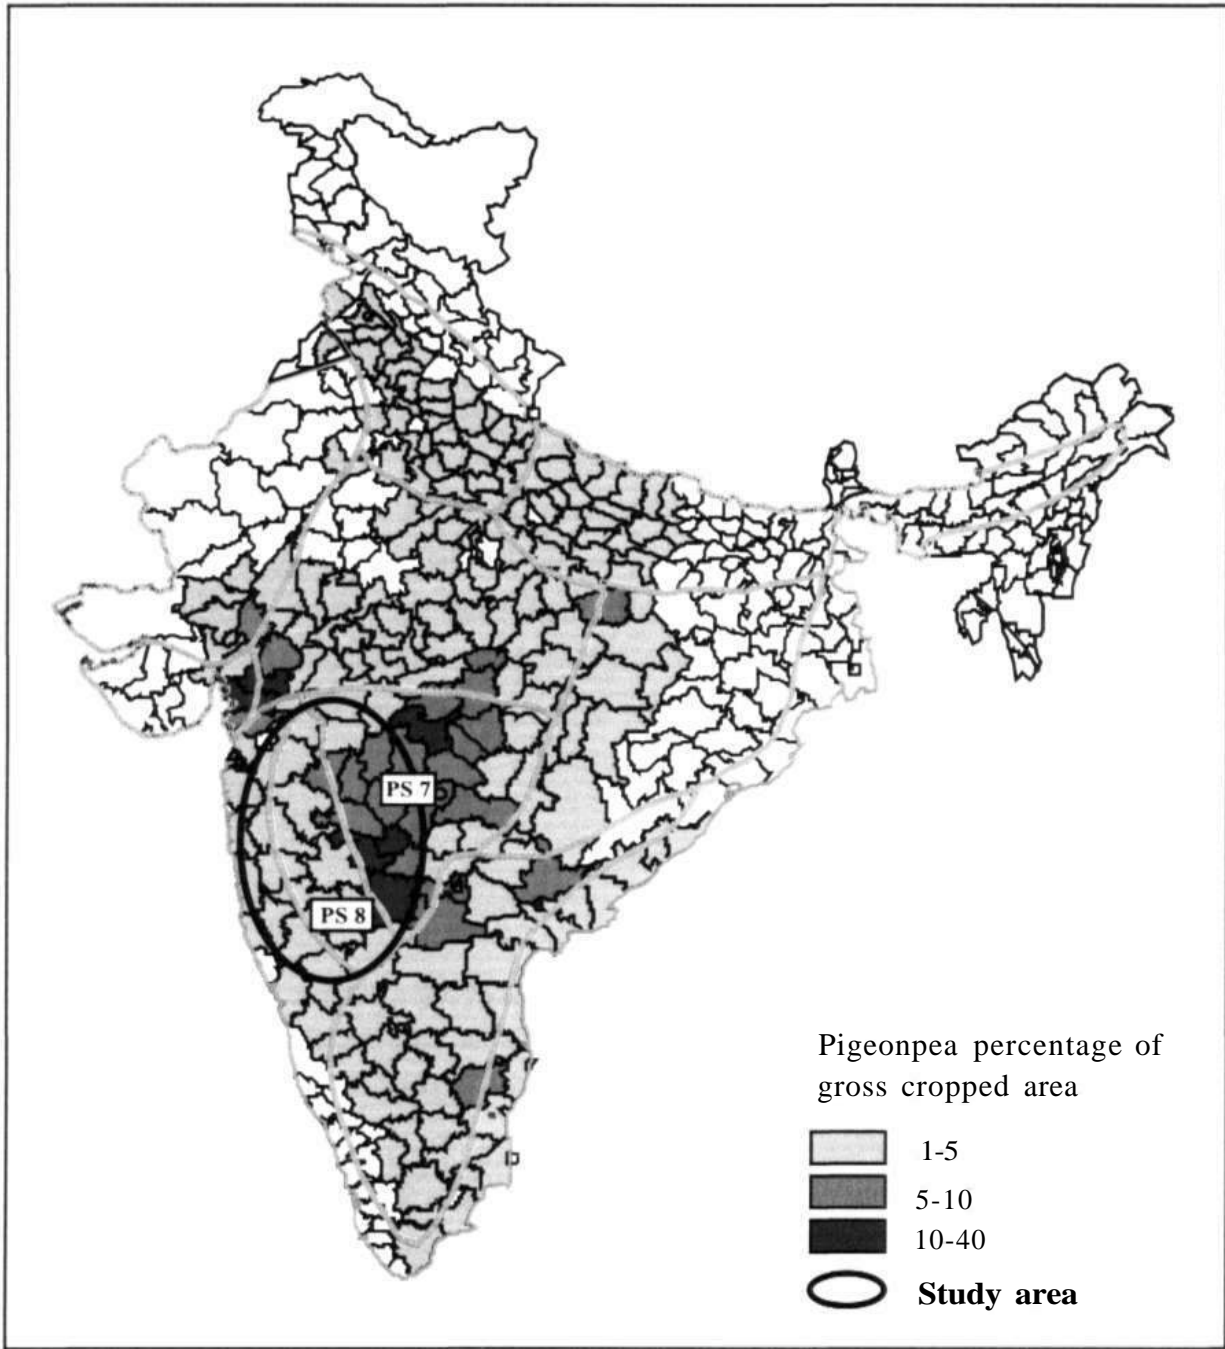 PS 7
PS 8
Pigeonpea percentage of
gross cropped area
1-5
5-10
10-40
Study area